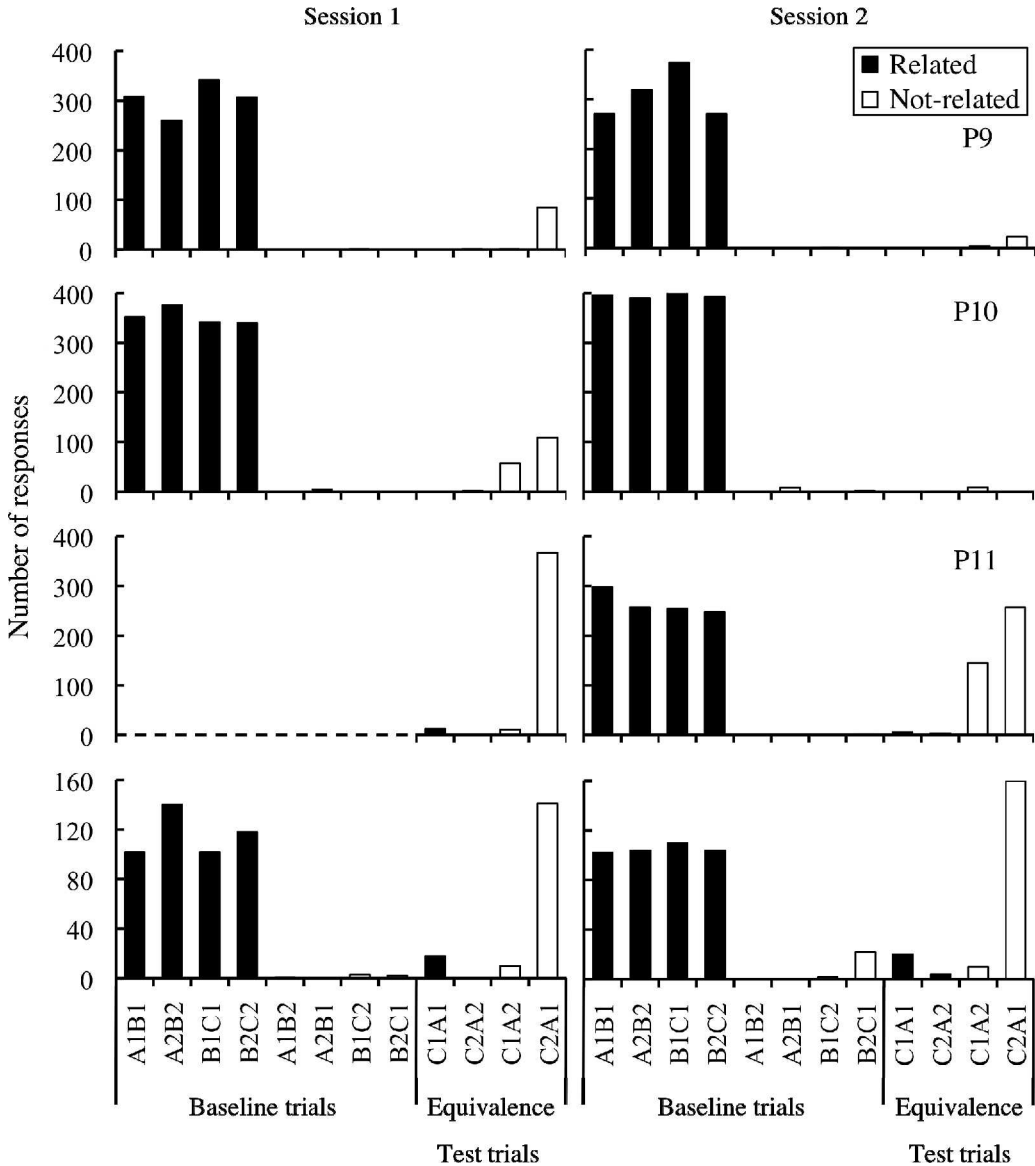 Session 1
Session 2
400
300
200
100
0
Related
Not-related
P9
400
300
200
100
0
P10
400
300
200
100
0
P11
160
120
80
40
0
Number of responses
A1B1
A2B2
B1C1
B2C2
A1B2
A2B1
B1C2
B2C1
C1A1
C2A2
C1A2
C2A1
A1B1
A2B2
B1C1
B2C2
A1B2
A2B1
B1C2
B2C1
C1A1
C2A2
C1A2
C2A1
Baseline trials
Equivalence
Baseline trials
Equivalence
Test trials
Test trials